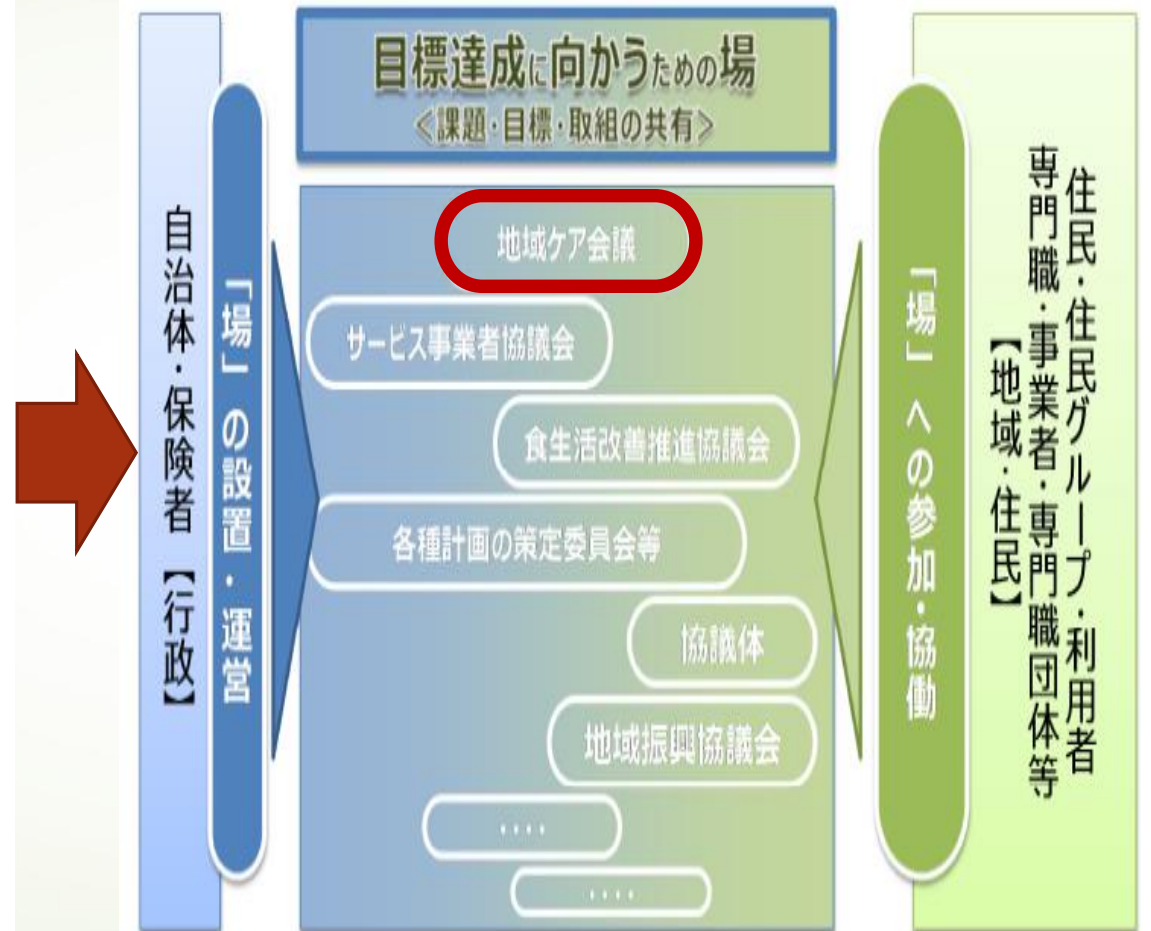 目標達成に向かうための場
<課題・目標・取組の共有>
自治体・保険者 【行政】
「場」の設置・運営
地域ケア会議
サービス事業者協議会
食生活改善推進協議会
各種計画の策定委員会等
協議体
地域振興協議会
・・・・
・・・・
「場」への参加・協働
住民・住民グループ・利用者
専門職・事業者・専門職団体等
【地域・住民】